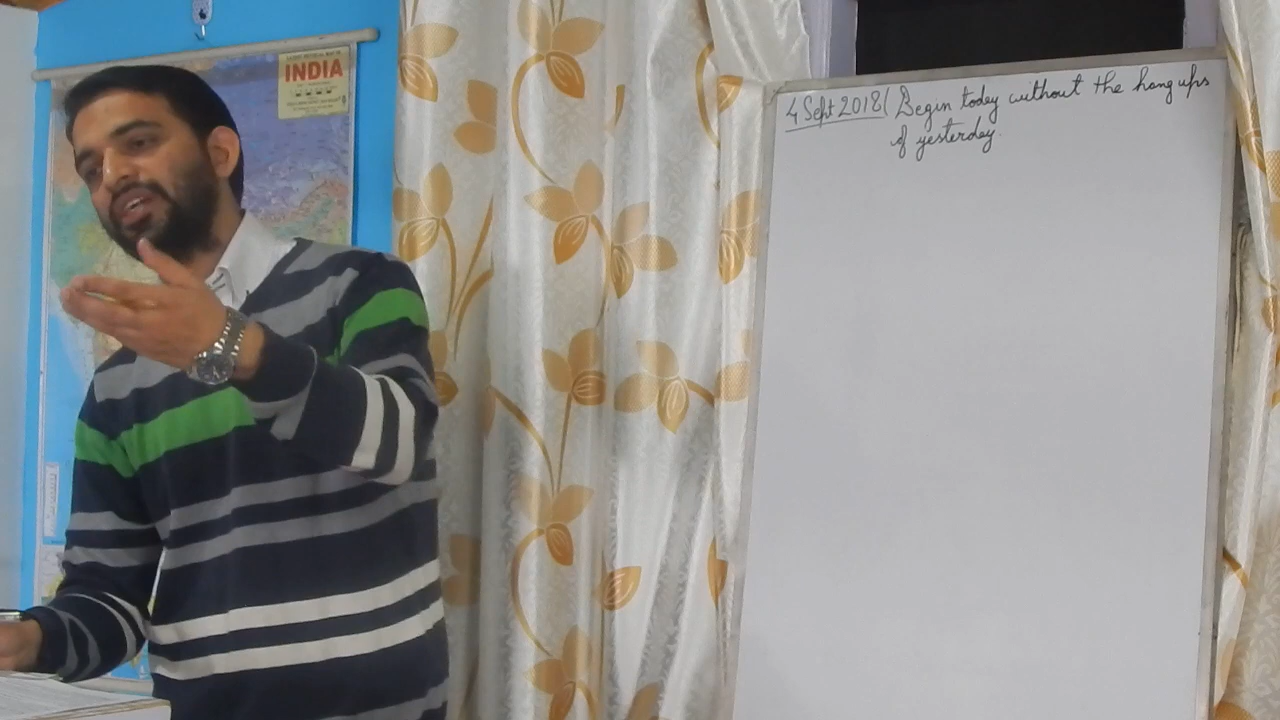 INDIA
4 Sept 2018( Begin today without the hang ups
of yesterday.